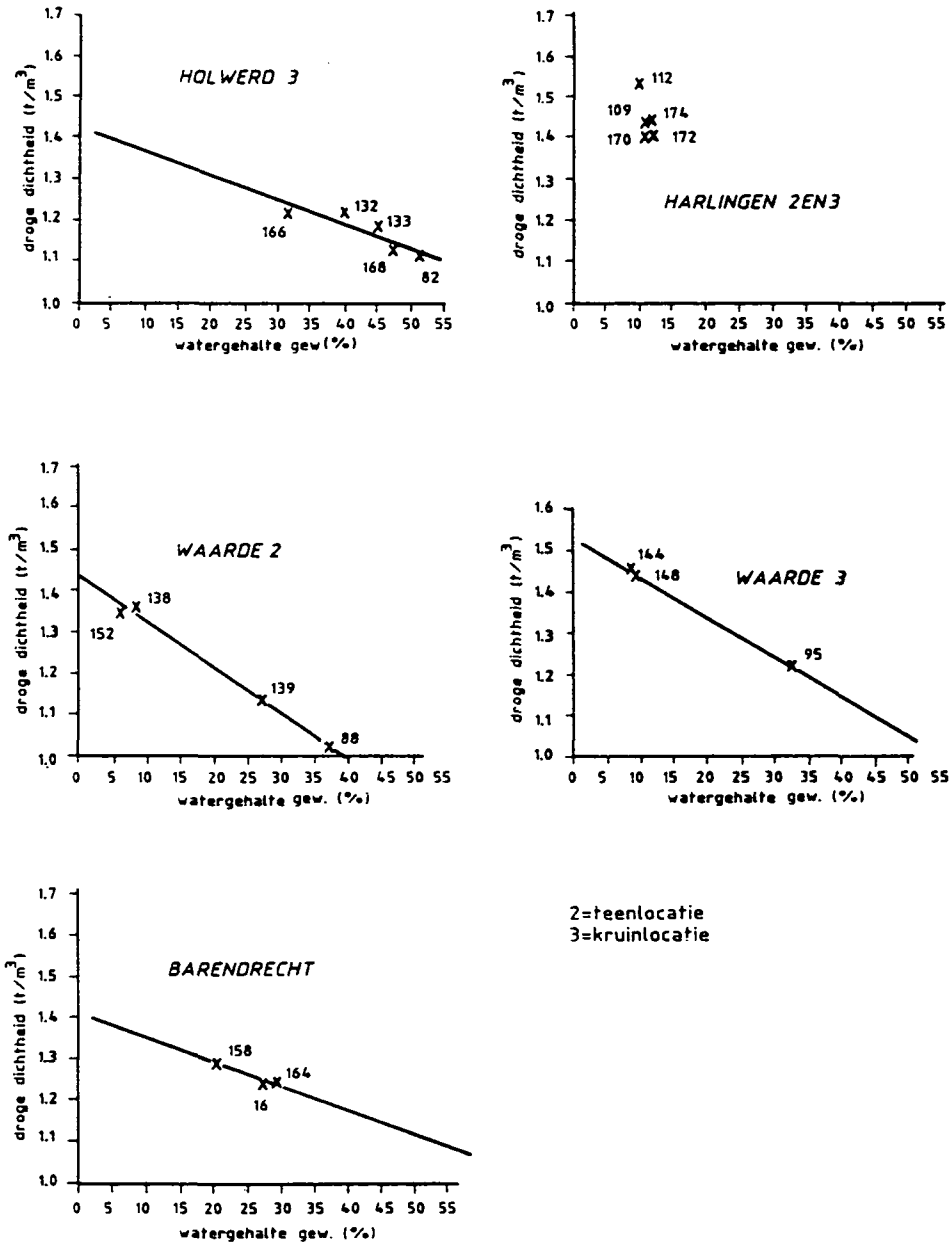 HOLWERD 3
droge dichtheid (t/m³)
1.7
1.6
1.5
1.4
1.3
1.2
1.1
1.0
166
132
133
168
82
0 5 10 15 20 25 30 35 40 45 50 55
watergehalte gew(%)
HARLINGEN 2EN3
droge dichtheid (t/m³)
1.7
1.6
1.5
1.4
1.3
1.2
1.1
1.0
112
109
174
170
172
0 5 10 15 20 25 30 35 40 45 50 55
watergehalte gew. (%)
WAARDE 2
droge dichtheid (t/m³)
1.7
1.6
1.5
1.4
1.3
1.2
1.1
1.0
138
152
139
88
0 5 10 15 20 25 30 35 40 45 50 55
watergehalte gew. (%)
WAARDE 3
droge dichtheid (t/m³)
1.6
1.5
1.4
1.3
1.2
1.1
1.0
144
148
95
0 5 10 15 20 25 30 35 40 45 50 55
watergehalte gew. (%)
BARENDRECHT
droge dichtheid (t/m³)
1.7
1.6
1.5
1.4
1.3
1.2
1.1
1.0
158
164
16
0 5 10 15 20 25 30 35 40 45 50 55
watergehalte gew. (%)
2=teenlocatie
3=kruinlocatie